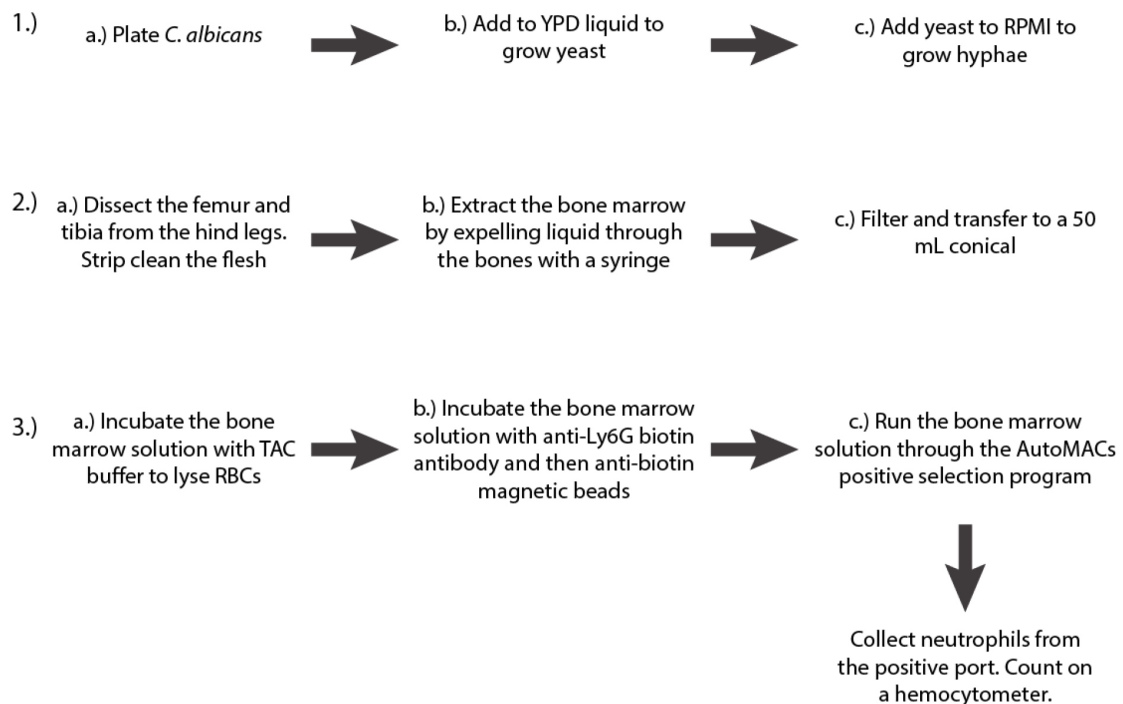 1.)
a.) Plate C. albicans
b.) Add to YPD liquid to
grow yeast
c.) Add yeast to RPMI to
grow hyphae
2.)
a.) Dissect the femur and
tibia from the hind legs.
Strip clean the flesh
b.) Extract the bone marrow
by expelling liquid through
the bones with a syringe
c.) Filter and transfer to a 50
mL conical
3.)
a.) Incubate the bone
marrow solution with TAC
buffer to lyse RBCs
b.) Incubate the bone marrow
solution with anti-Ly6G biotin
antibody and then anti-biotin
magnetic beads
c.) Run the bone marrow
solution through the AutoMACs
positive selection program
Collect neutrophils from
the positive port. Count on
a hemocytometer.